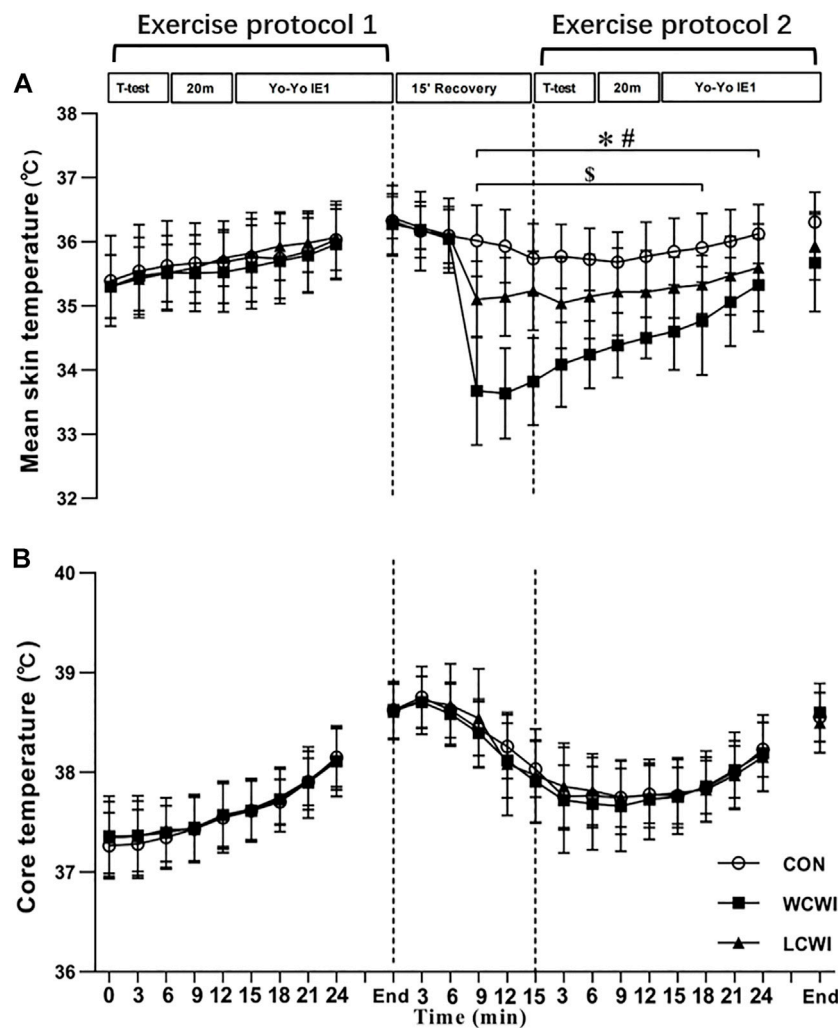 Exercise protocol 1 Exercise protocol 2
T-test 20m Yo-Yo IE1 15' Recovery T-test 20m Yo-Yo IE1
A
Mean skin temperature (℃)
38
37
36
35
34
33
32
* #
$
B
Core temperature (℃)
40
39
38
37
36
CON
WCWI
LCWI
0 3 6 9 12 15 18 21 24 End 3 6 9 12 15 3 6 9 12 15 18 21 24 End
Time (min)